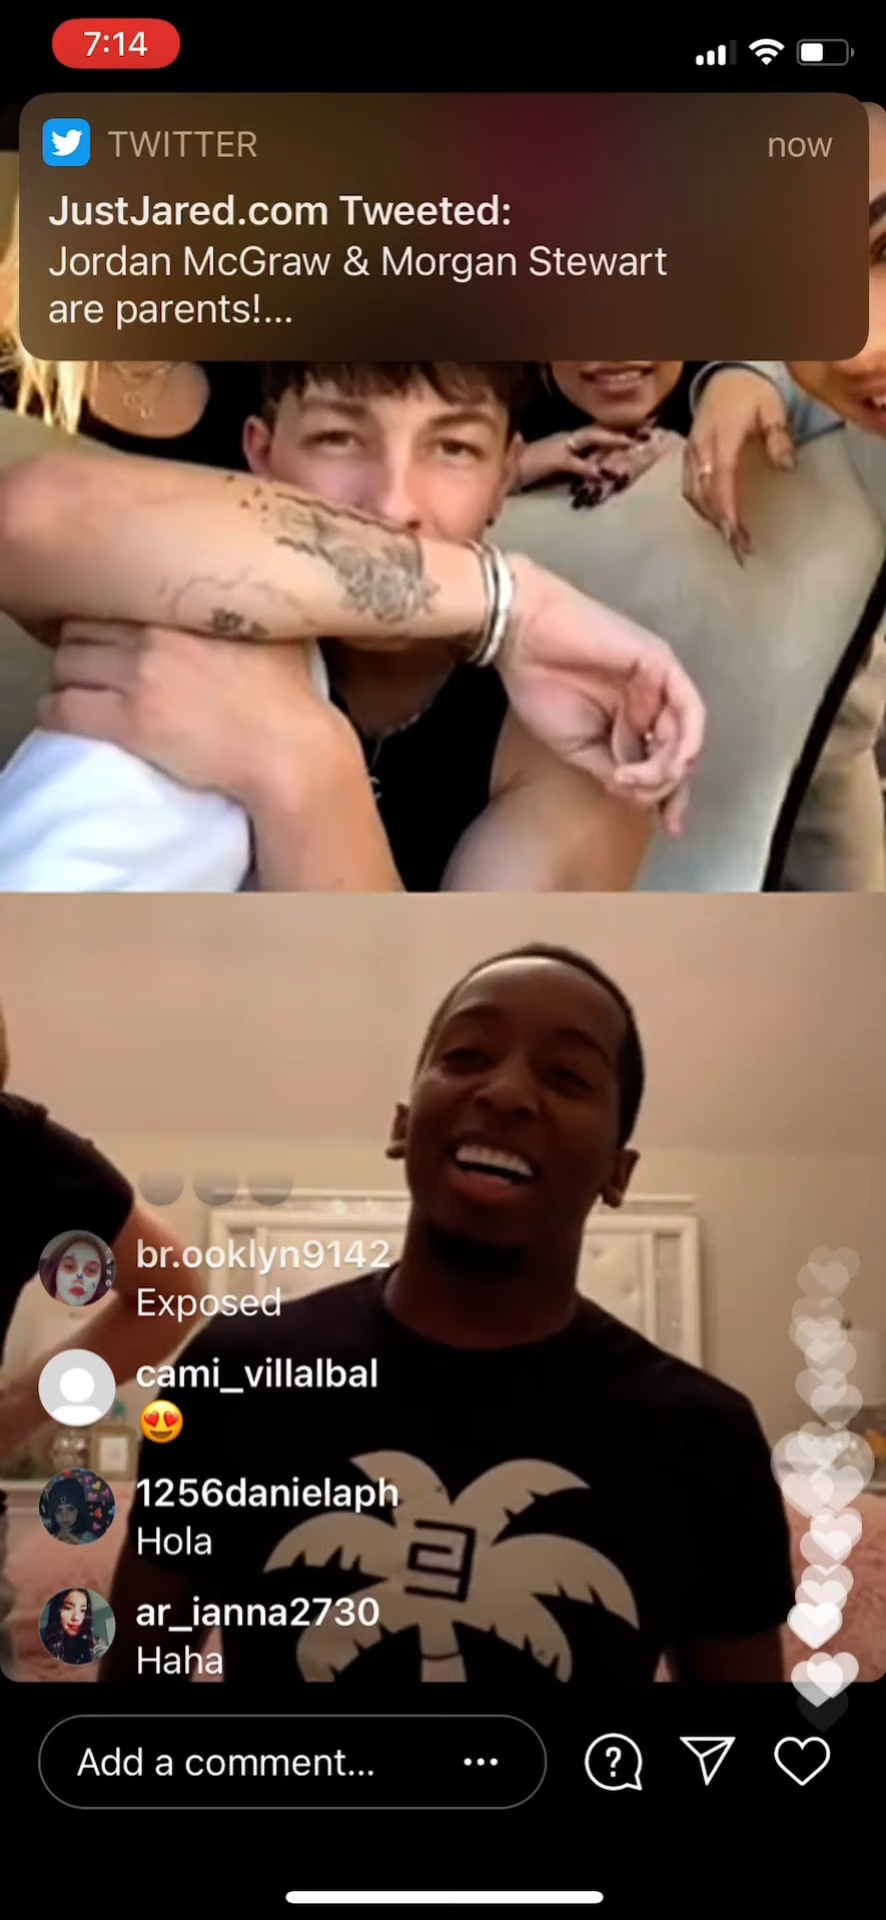 7:14
TWITTER
now
JustJared.com Tweeted:
Jordan McGraw & Morgan Stewart
are parents!...
br.ooklyn9142
Exposed
cami_villalbal
😍
1256danielaph
Hola
ar_ianna2730
Haha
Add a comment...